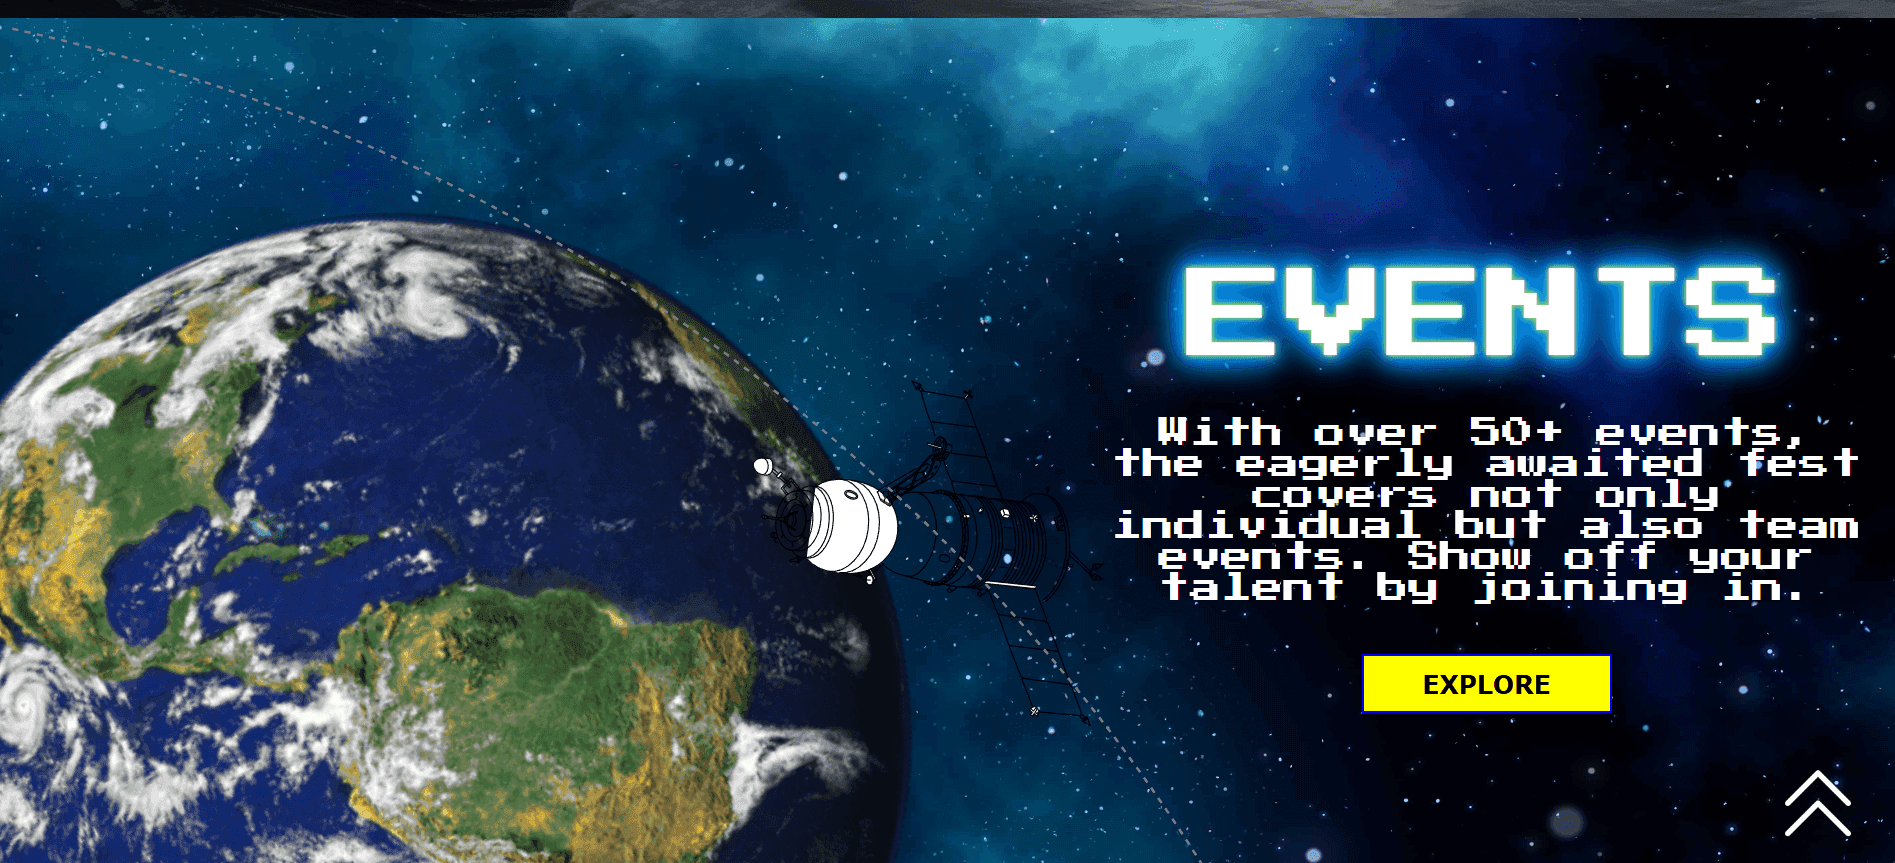 EVENTS
With over 50+ events,
the eagerly awaited fest
covers not only
individual but also team
events. Show off your
talent by joining in.
EXPLORE